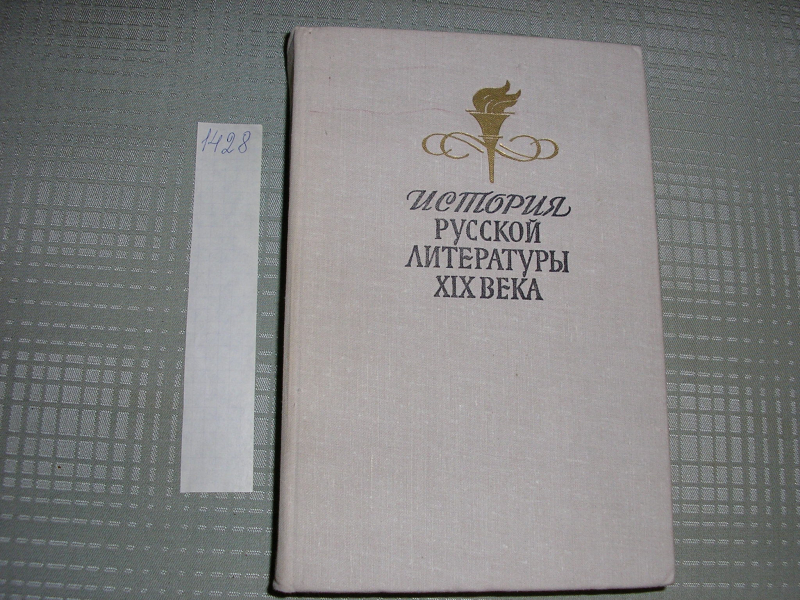 1428
ИСТОРИЯ
РУССКОЙ
ЛИТЕРАТУРЫ
XIX ВЕКА